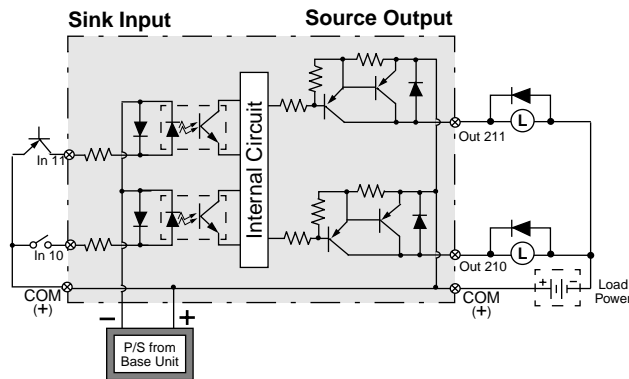 Sink Input
Source Output
In 11
Internal Circuit
L
Out 211
In 10
L
Out 210
COM
(+)
COM
(+)
+
-
Load
Power
–
+
P/S from
Base Unit